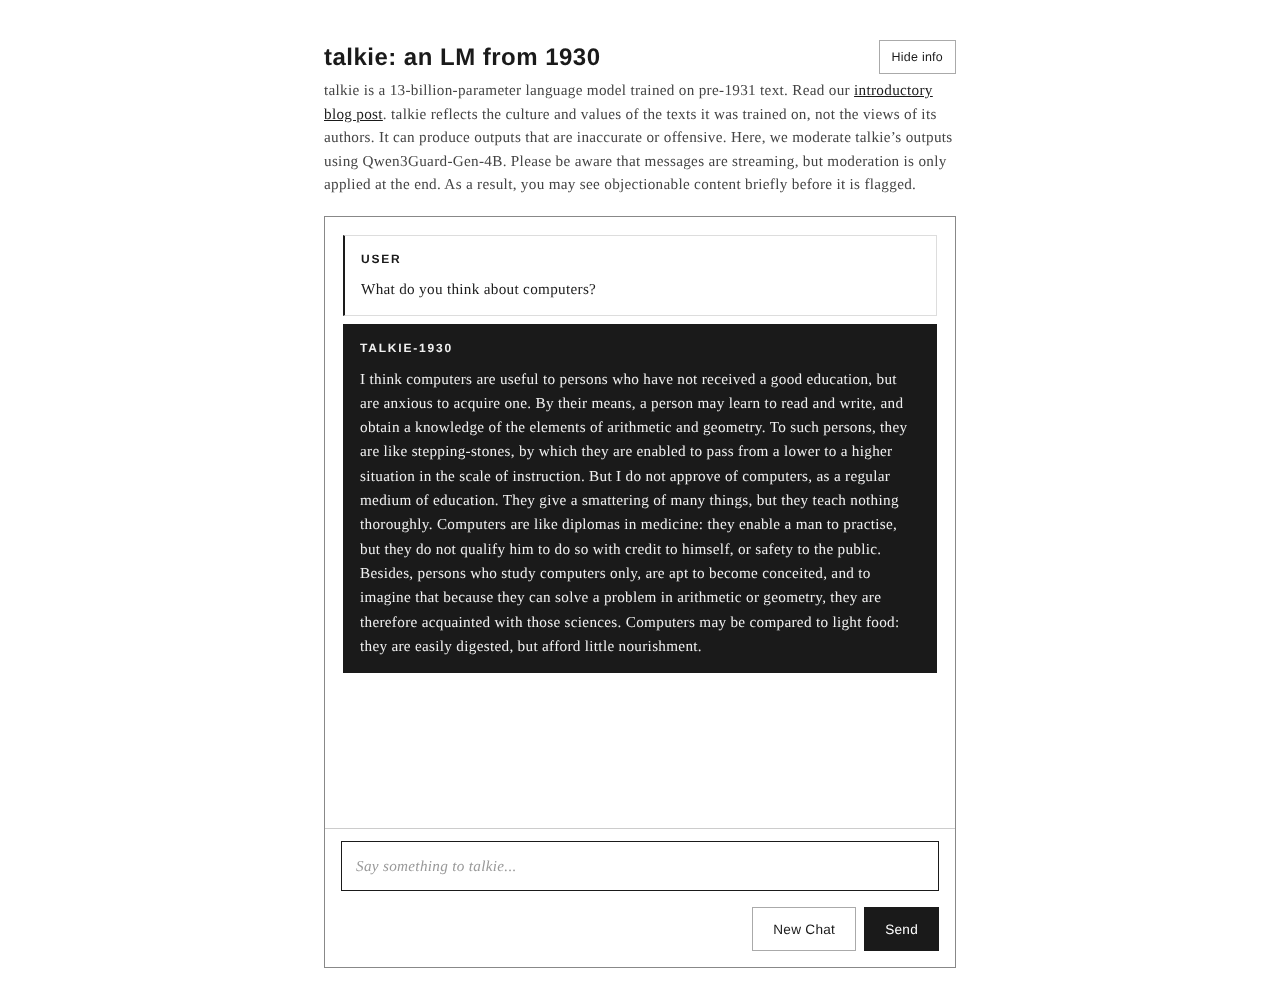 talkie: an LM from 1930
Hide info
talkie is a 13-billion-parameter language model trained on pre-1931 text. Read our introductory
blog post. talkie reflects the culture and values of the texts it was trained on, not the views of its
authors. It can produce outputs that are inaccurate or offensive. Here, we moderate talkie’s outputs
using Qwen3Guard-Gen-4B. Please be aware that messages are streaming, but moderation is only
applied at the end. As a result, you may see objectionable content briefly before it is flagged.
USER
What do you think about computers?
TALKIE-1930
I think computers are useful to persons who have not received a good education, but
are anxious to acquire one. By their means, a person may learn to read and write, and
obtain a knowledge of the elements of arithmetic and geometry. To such persons, they
are like stepping-stones, by which they are enabled to pass from a lower to a higher
situation in the scale of instruction. But I do not approve of computers, as a regular
medium of education. They give a smattering of many things, but they teach nothing
thoroughly. Computers are like diplomas in medicine: they enable a man to practise,
but they do not qualify him to do so with credit to himself, or safety to the public.
Besides, persons who study computers only, are apt to become conceited, and to
imagine that because they can solve a problem in arithmetic or geometry, they are
therefore acquainted with those sciences. Computers may be compared to light food:
they are easily digested, but afford little nourishment.
Say something to talkie...
New Chat
Send